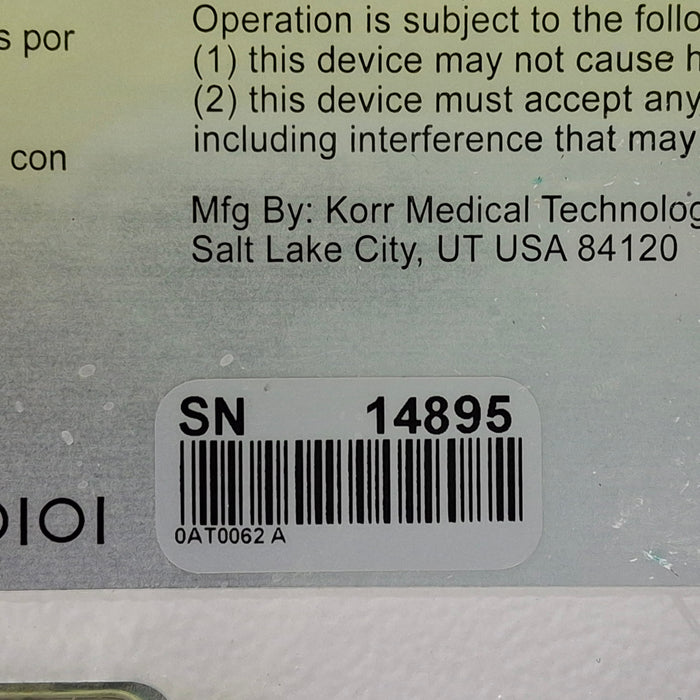 s por
con
Operation is subject to the follo
(1) this device may not cause h
(2) this device must accept any
including interference that may
Mfg By: Korr Medical Technolog
Salt Lake City, UT USA 84120
SN 14895
0AT0062 A
IOI